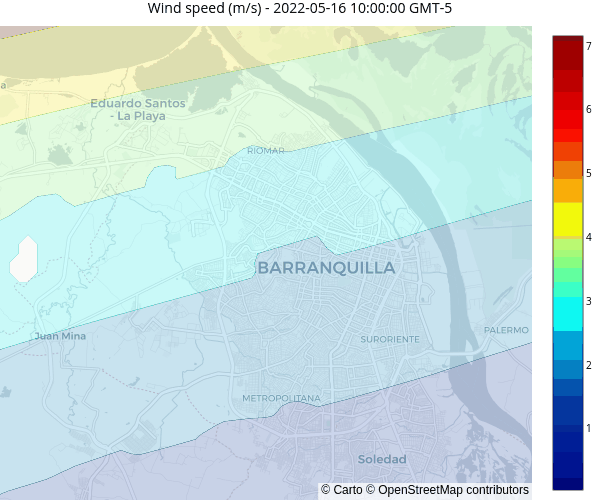 Wind speed (m/s) - 2022-05-16 10:00:00 GMT-5
7
a
Eduardo Santos
- La Playa
6
RIOMAR
5
4
BARRANQUILLA
3
Juan Mina
PALERMO
SURORIENTE
2
METROPOLITANA
1
Soledad
© Carto © OpenStreetMap contributors